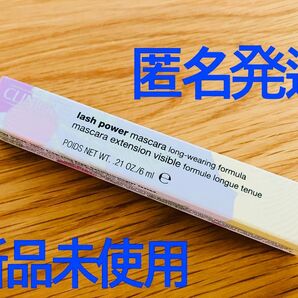 匿名発送
CLINIQUE
lash power mascara long-wearing formula
mascara extension visible formule longue tenue
POIDS NET WT. .21 OZ./6 ml ℮
新品未使用